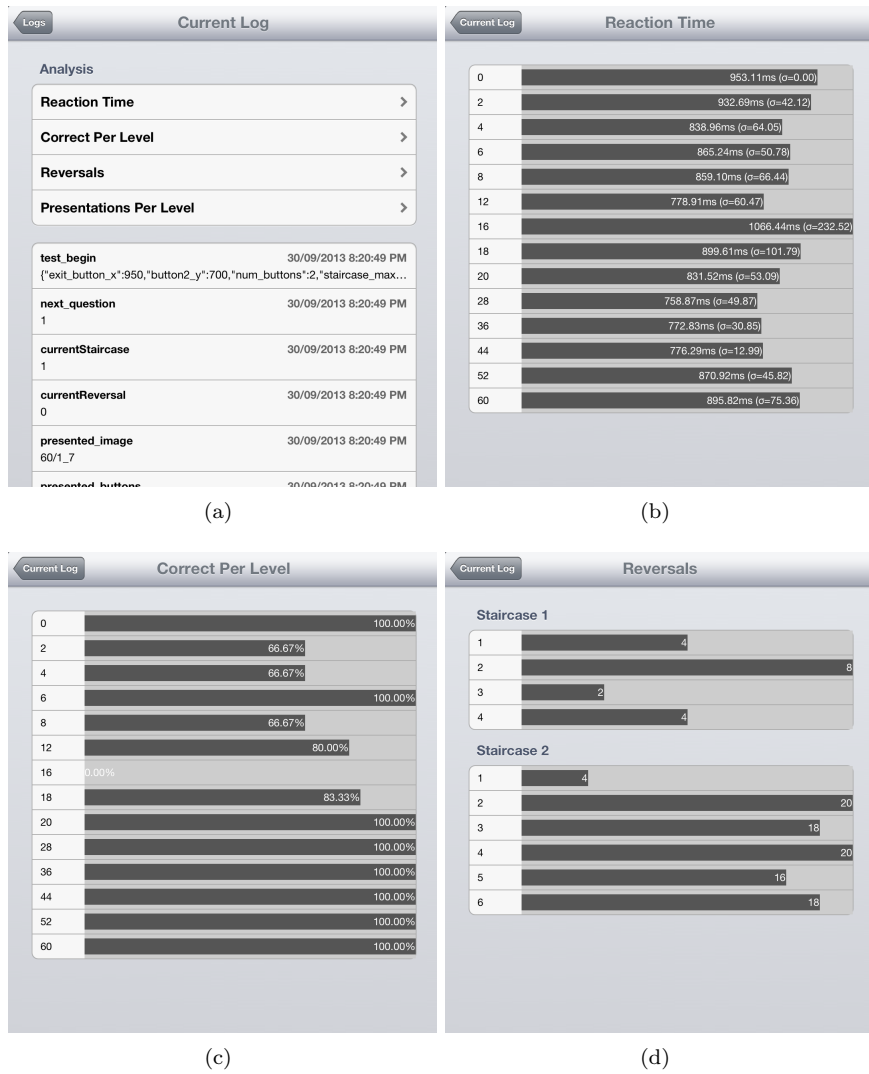 Logs
Current Log
Analysis
Reaction Time
Correct Per Level
Reversals
Presentations Per Level
test_begin 30/09/2013 8:20:49 PM
{"exit_button_x":950,"button2_y":700,"num_buttons":2,"staircase_max...
next_question 30/09/2013 8:20:49 PM
1
currentStaircase 30/09/2013 8:20:49 PM
1
currentReversal 30/09/2013 8:20:49 PM
0
presented_image 30/09/2013 8:20:49 PM
60/1_7
presented_buttons 30/09/2013 8:20:49 PM
(a)
Current Log
Reaction Time
0 953.11ms (σ=0.00)
2 932.69ms (σ=42.12)
4 838.96ms (σ=64.05)
6 865.24ms (σ=50.78)
8 859.10ms (σ=66.44)
12 778.91ms (σ=60.47)
16 1066.44ms (σ=232.52)
18 899.61ms (σ=101.79)
20 831.52ms (σ=53.09)
28 758.87ms (σ=49.87)
36 772.83ms (σ=30.85)
44 776.29ms (σ=12.99)
52 870.92ms (σ=45.82)
60 895.82ms (σ=75.36)
(b)
Current Log
Correct Per Level
0 100.00%
2 66.67%
4 66.67%
6 100.00%
8 66.67%
12 80.00%
16 0.00%
18 83.33%
20 100.00%
28 100.00%
36 100.00%
44 100.00%
52 100.00%
60 100.00%
(c)
Current Log
Reversals
Staircase 1
1 4
2 8
3 2
4 4
Staircase 2
1 4
2 20
3 18
4 20
5 16
6 18
(d)